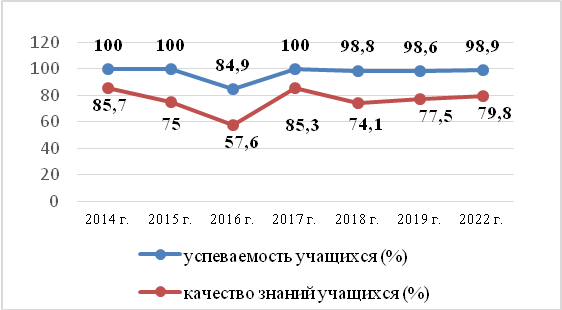 120
100
80
60
40
20
0
100 100 84,9 100 98,8 98,6 98,9
85,7 75 57,6 85,3 74,1 77,5 79,8
2014 г. 2015 г. 2016 г. 2017 г. 2018 г. 2019 г. 2022 г.
успеваемость учащихся (%)
качество знаний учащихся (%)